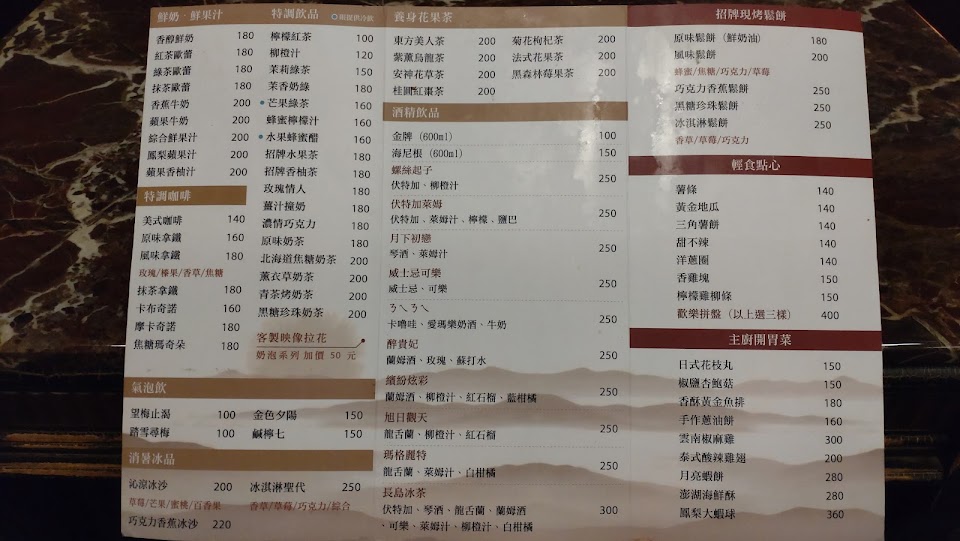 鮮奶．鮮果汁
香醇鮮奶 180
紅茶歐蕾 180
綠茶歐蕾 180
抹茶歐蕾 180
香蕉牛奶 200
蘋果牛奶 200
綜合鮮果汁 200
鳳梨蘋果汁 200
蘋果香柚汁 200
特調咖啡
美式咖啡 140
原味拿鐵 160
風味拿鐵 180
玫瑰/榛果/香草/焦糖
抹茶拿鐵 180
卡布奇諾 160
摩卡奇諾 180
焦糖瑪奇朵 180
特調飲品
檸檬紅茶 100
柳橙汁 120
茉莉綠茶 150
茉香奶綠 180
芒果綠茶 160
蜂蜜檸檬汁 160
水果蜂蜜醋 160
招牌水果茶 180
招牌香柚茶 180
玫瑰情人 180
薑汁撞奶 180
濃情巧克力 180
原味奶茶 180
北海道焦糖奶茶 200
薰衣草奶茶 200
青茶烤奶茶 200
黑糖珍珠奶茶 200
客製映像拉花
奶泡系列 加價 50 元
氣泡飲
望梅止渴 100 金色夕陽 150
踏雪尋梅 100 鹹檸七 150
消暑冰品
沁涼冰沙 200 冰淇淋聖代 250
草莓/芒果/蜜桃/百香果 香草/草莓/巧克力/綜合
巧克力香蕉冰沙 220
養身花果茶
東方美人茶 200 菊花枸杞茶 200
紫薰烏龍茶 200 法式花果茶 200
安神花草茶 200 黑森林莓果茶 200
桂圓紅棗茶 200
酒精飲品
金牌 (600ml) 100
海尼根 (600ml) 150
螺絲起子
伏特加、柳橙汁 250
伏特加萊姆
伏特加．萊姆汁．檸檬．鹽巴 250
月下初戀
琴酒、萊姆汁 250
威士忌可樂
威士忌、可樂 250
ㄋㄟㄋㄟ
卡嚕哇、愛瑪樂奶酒、牛奶 250
醉貴妃
蘭姆酒、玫瑰、蘇打水 250
繽紛炫彩
蘭姆酒、柳橙汁、紅石榴、藍柑橘 250
旭日觀天
龍舌蘭、柳橙汁、紅石榴 250
瑪格麗特
龍舌蘭、萊姆汁、白柑橘 250
長島冰茶
伏特加、琴酒、龍舌蘭、蘭姆酒 300
、可樂、萊姆汁、柳橙汁、白柑橘
招牌現烤鬆餅
原味鬆餅 (鮮奶油) 180
風味鬆餅 200
蜂蜜/焦糖/巧克力/草莓
巧克力香蕉鬆餅 250
黑糖珍珠鬆餅 250
冰淇淋鬆餅 250
香草/草莓/巧克力
輕食點心
薯條 140
黃金地瓜 140
三角薯餅 140
甜不辣 140
洋蔥圈 140
香雞塊 150
檸檬雞柳條 150
歡樂拼盤 (以上選三樣) 400
主廚開胃菜
日式花枝丸 150
椒鹽杏鮑菇 150
香酥黃金魚排 180
手作蔥油餅 160
雲南椒麻雞 300
泰式酸辣雞翅 200
月亮蝦餅 280
澎湖海鮮酥 280
鳳梨大蝦球 360